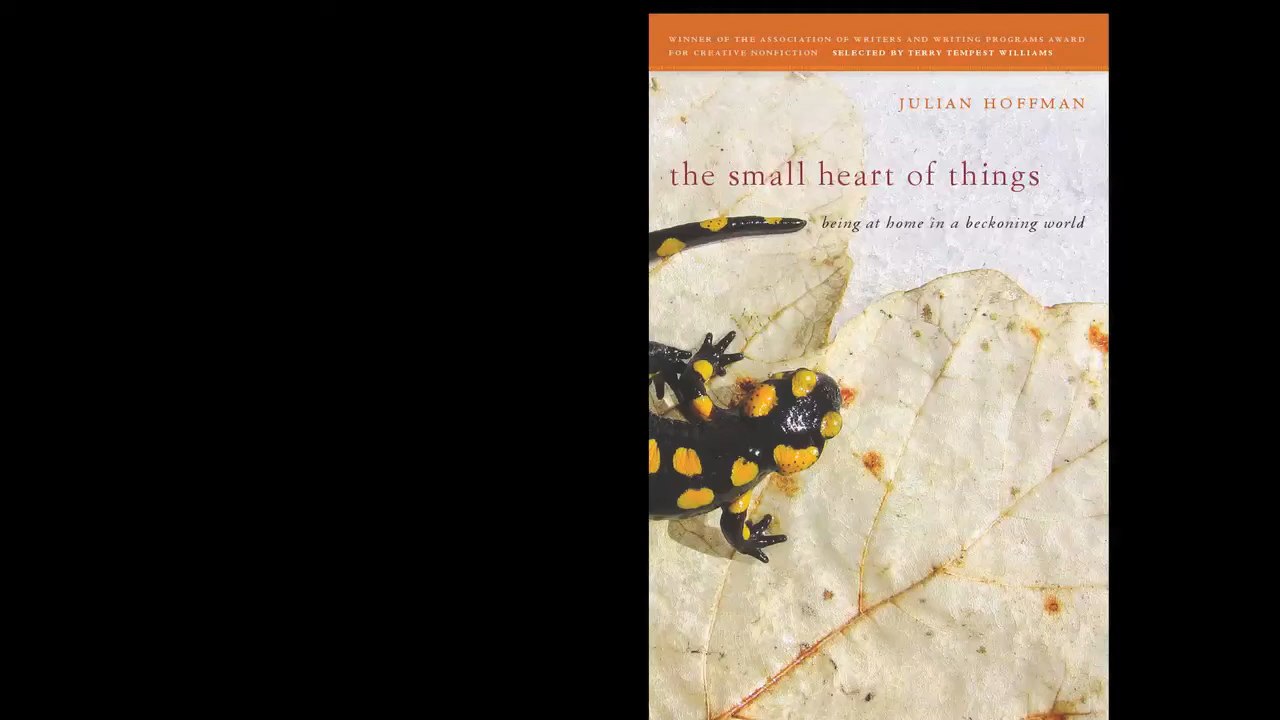 WINNER OF THE ASSOCIATION OF WRITERS AND WRITING PROGRAMS AWARD
FOR CREATIVE NONFICTION SELECTED BY TERRY TEMPEST WILLIAMS
JULIAN HOFFMAN
the small heart of things
being at home in a beckoning world